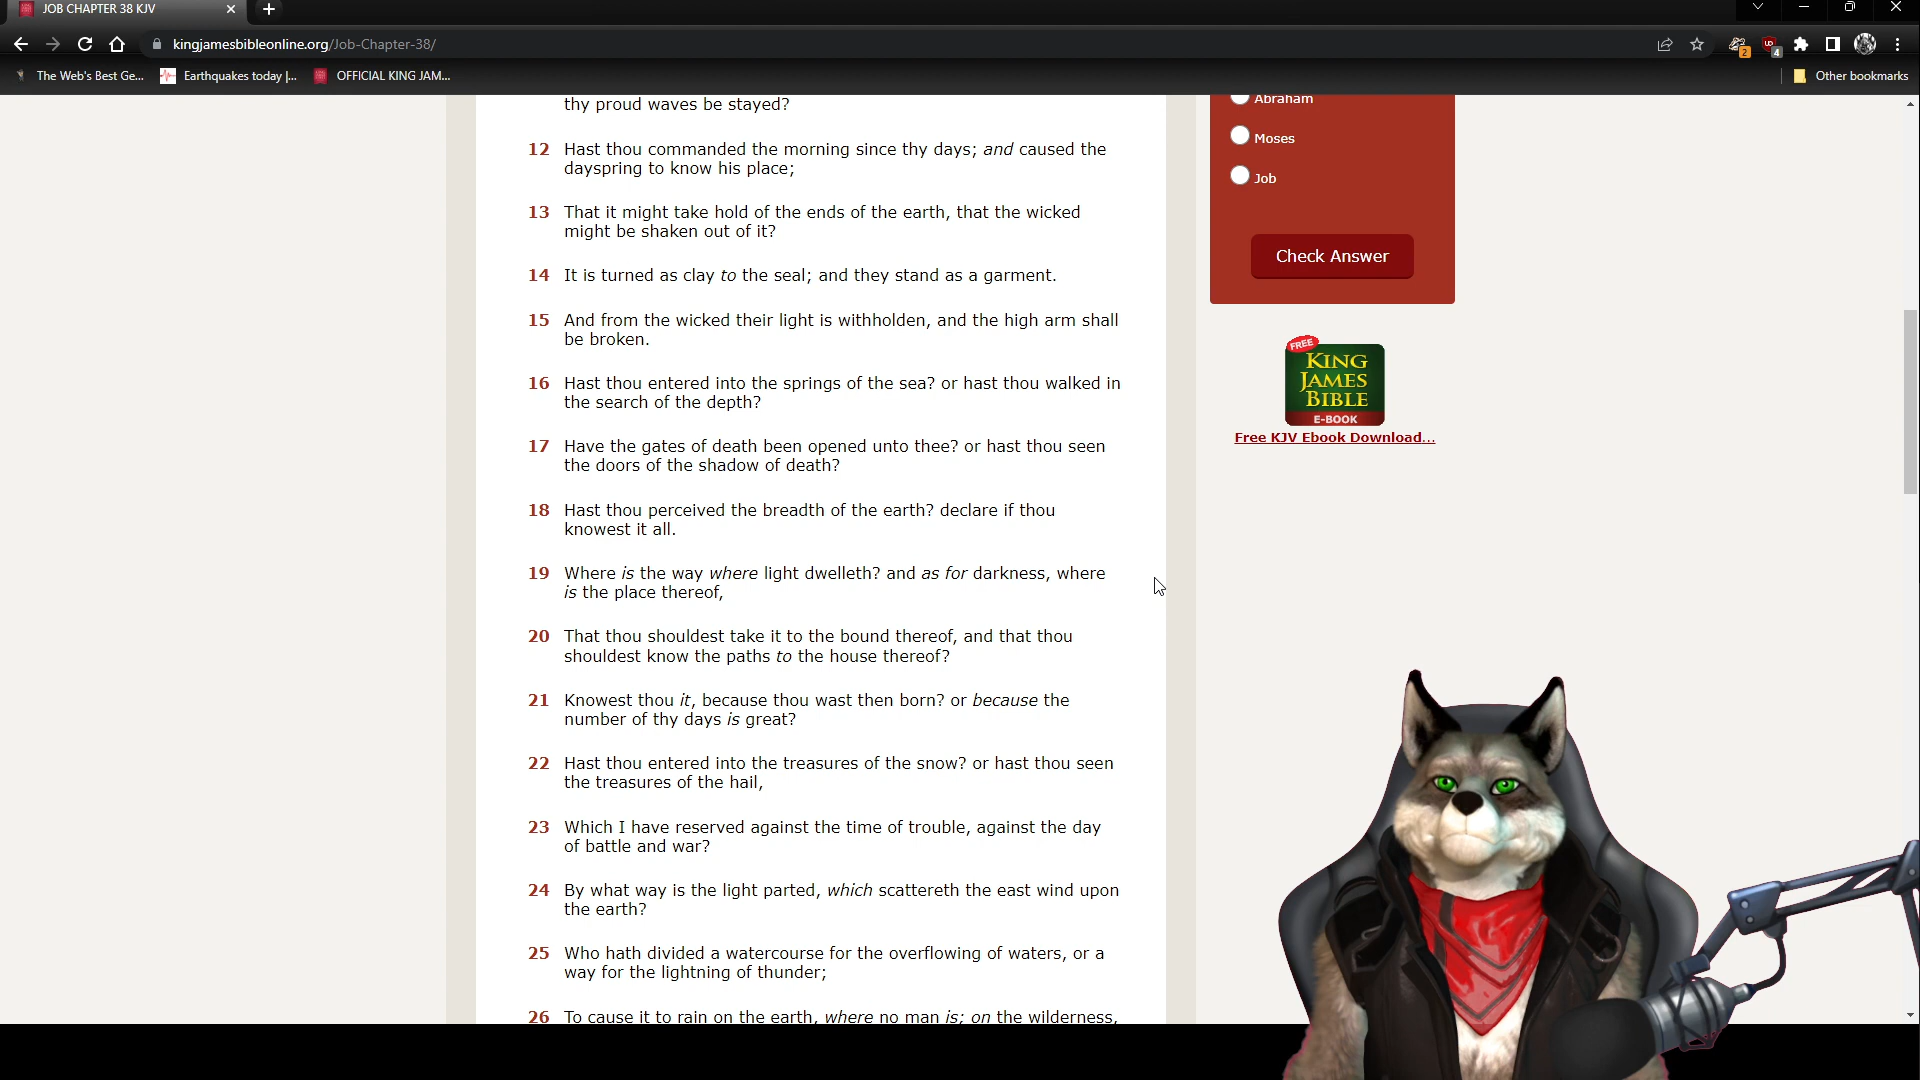 JOB CHAPTER 38 KJV
kingjamesbibleonline.org/Job-Chapter-38/
2
4
The Web's Best Ge...
Earthquakes today |...
OFFICIAL KING JAM...
Other bookmarks
thy proud waves be stayed?
12 Hast thou commanded the morning since thy days; and caused the
dayspring to know his place;
13 That it might take hold of the ends of the earth, that the wicked
might be shaken out of it?
14 It is turned as clay to the seal; and they stand as a garment.
15 And from the wicked their light is withholden, and the high arm shall
be broken.
16 Hast thou entered into the springs of the sea? or hast thou walked in
the search of the depth?
17 Have the gates of death been opened unto thee? or hast thou seen
the doors of the shadow of death?
18 Hast thou perceived the breadth of the earth? declare if thou
knowest it all.
19 Where is the way where light dwelleth? and as for darkness, where
is the place thereof,
20 That thou shouldest take it to the bound thereof, and that thou
shouldest know the paths to the house thereof?
21 Knowest thou it, because thou wast then born? or because the
number of thy days is great?
22 Hast thou entered into the treasures of the snow? or hast thou seen
the treasures of the hail,
23 Which I have reserved against the time of trouble, against the day
of battle and war?
24 By what way is the light parted, which scattereth the east wind upon
the earth?
25 Who hath divided a watercourse for the overflowing of waters, or a
way for the lightning of thunder;
26 To cause it to rain on the earth, where no man is; on the wilderness,
Abraham
Moses
Job
Check Answer
FREE
KING
JAMES
BIBLE
E-BOOK
Free KJV Ebook Download...